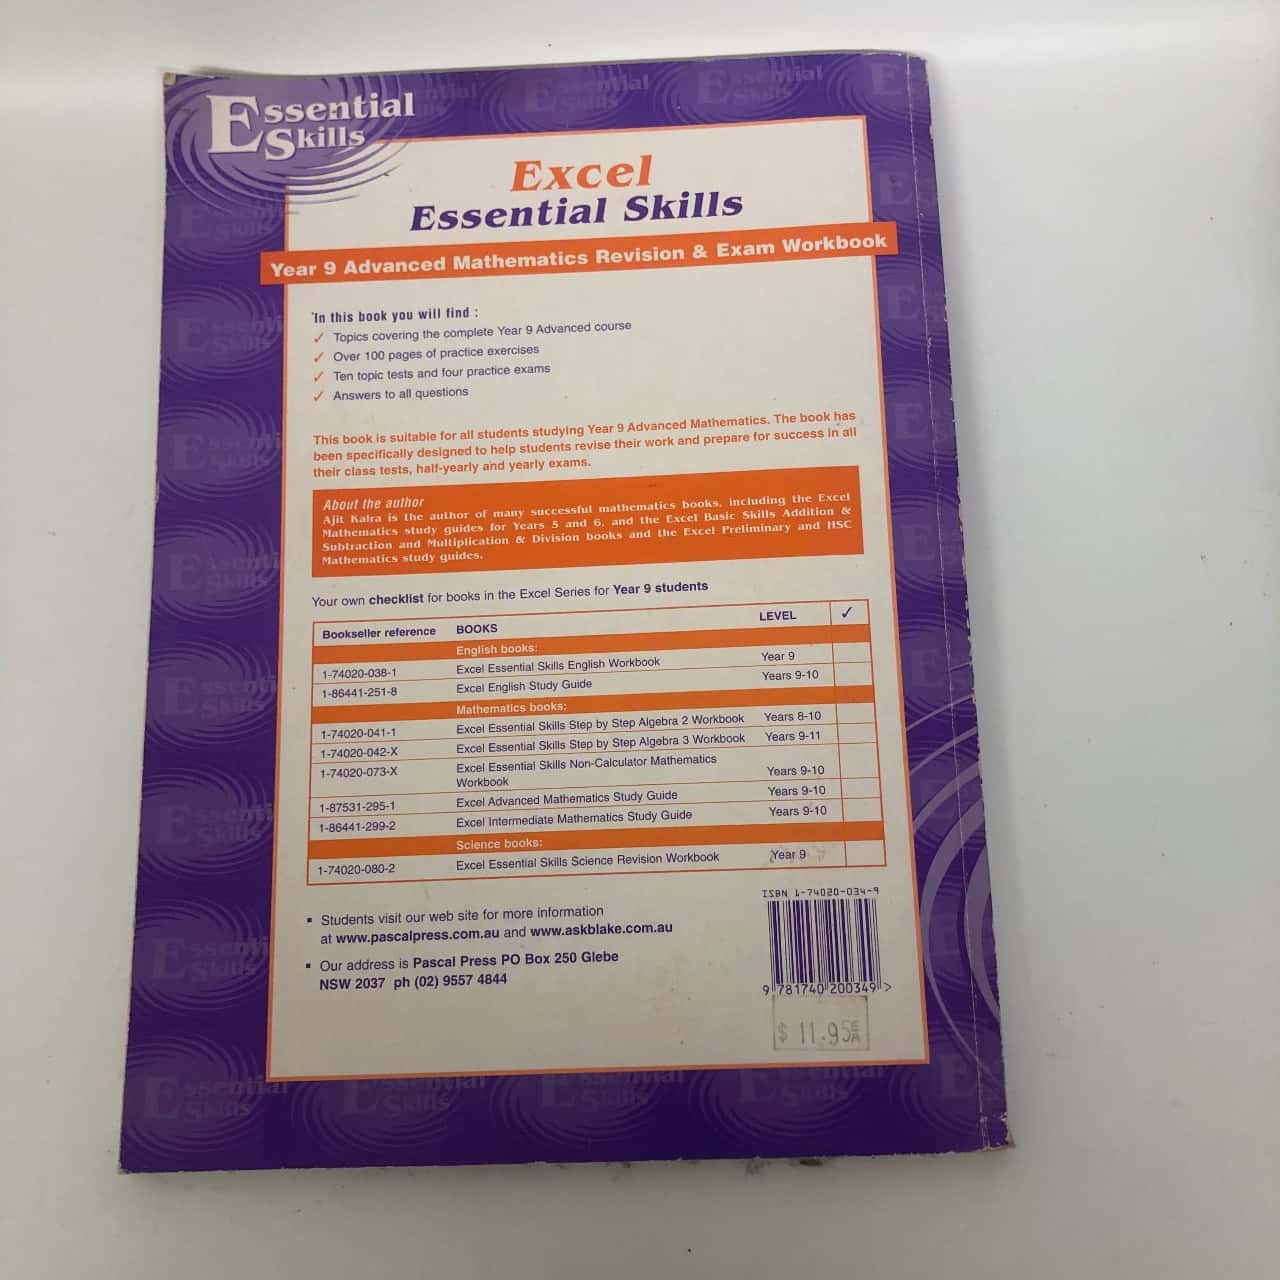 Essential
Skills
Excel
Essential Skills
Year 9 Advanced Mathematics Revision & Exam Workbook
In this book you will find :
✓ Topics covering the complete Year 9 Advanced course
✓ Over 100 pages of practice exercises
✓ Ten topic tests and four practice exams
✓ Answers to all questions
This book is suitable for all students studying Year 9 Advanced Mathematics. The book has
been specifically designed to help students revise their work and prepare for success in all
their class tests, half-yearly and yearly exams.
About the author
Ajit Kalra is the author of many successful mathematics books, including the Excel
Mathematics study guides for Years 5 and 6, and the Excel Basic Skills Addition &
Subtraction and Multiplication & Division books and the Excel Preliminary and HSC
Mathematics study guides.
Your own checklist for books in the Excel Series for Year 9 students
Bookseller reference BOOKS LEVEL ✓
English books:
1-74020-038-1 Excel Essential Skills English Workbook Year 9
1-86441-251-8 Excel English Study Guide Years 9-10
Mathematics books:
1-74020-041-1 Excel Essential Skills Step by Step Algebra 2 Workbook Years 8-10
1-74020-042-X Excel Essential Skills Step by Step Algebra 3 Workbook Years 9-11
1-74020-073-X Excel Essential Skills Non-Calculator Mathematics
Workbook Years 9-10
1-87531-295-1 Excel Advanced Mathematics Study Guide Years 9-10
1-86441-299-2 Excel Intermediate Mathematics Study Guide Years 9-10
Science books:
1-74020-080-2 Excel Essential Skills Science Revision Workbook Year 9
ISBN 1-74020-034-9
▪ Students visit our web site for more information
at www.pascalpress.com.au and www.askblake.com.au
▪ Our address is Pascal Press PO Box 250 Glebe
NSW 2037 ph (02) 9557 4844
9 781740 200349 >
$ 11.95 EA